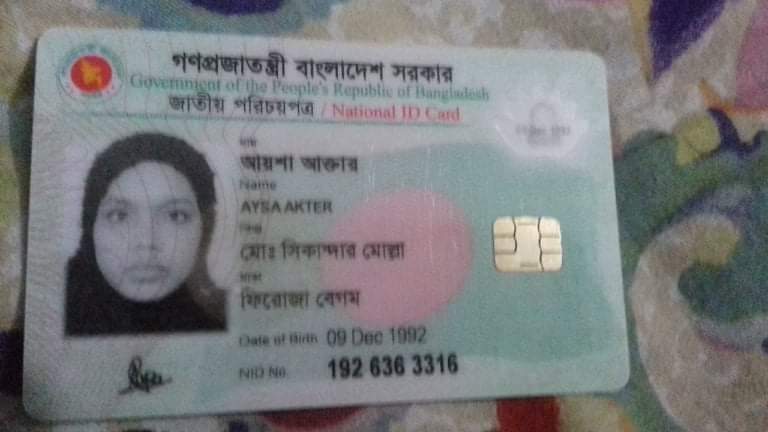 গণপ্রজাতন্ত্রী বাংলাদেশ সরকার
Government of the People's Republic of Bangladesh
জাতীয় পরিচয়পত্র / National ID Card
নাম
আয়শা আক্তার
Name
AYSA AKTER
পিতা
মোঃ সিকান্দার মোল্লা
মাতা
ফিরোজা বেগম
Date of Birth 09 Dec 1992
NID No. 192 636 3316